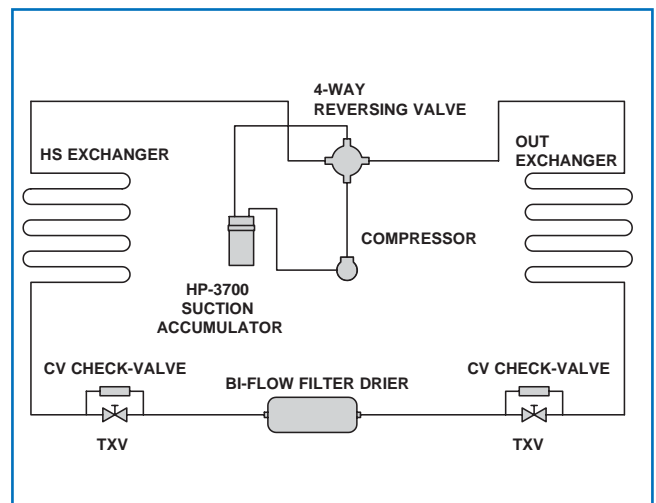 4-WAY
REVERSING VALVE
HS EXCHANGER
OUT
EXCHANGER
COMPRESSOR
HP-3700
SUCTION
ACCUMULATOR
CV CHECK-VALVE
BI-FLOW FILTER DRIER
CV CHECK-VALVE
TXV
TXV